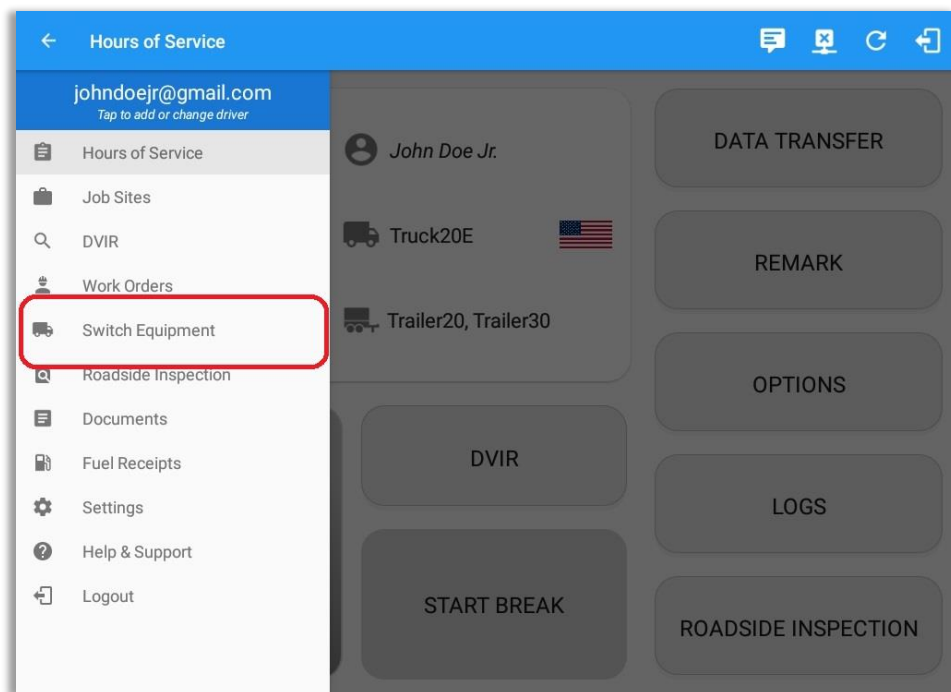 Hours of Service
johndoejr@gmail.com
Tap to add or change driver
Hours of Service
Job Sites
DVIR
Work Orders
Switch Equipment
Roadside Inspection
Documents
Fuel Receipts
Settings
Help & Support
Logout
John Doe Jr.
Truck20E
Trailer20, Trailer30
DVIR
START BREAK
DATA TRANSFER
REMARK
OPTIONS
LOGS
ROADSIDE INSPECTION